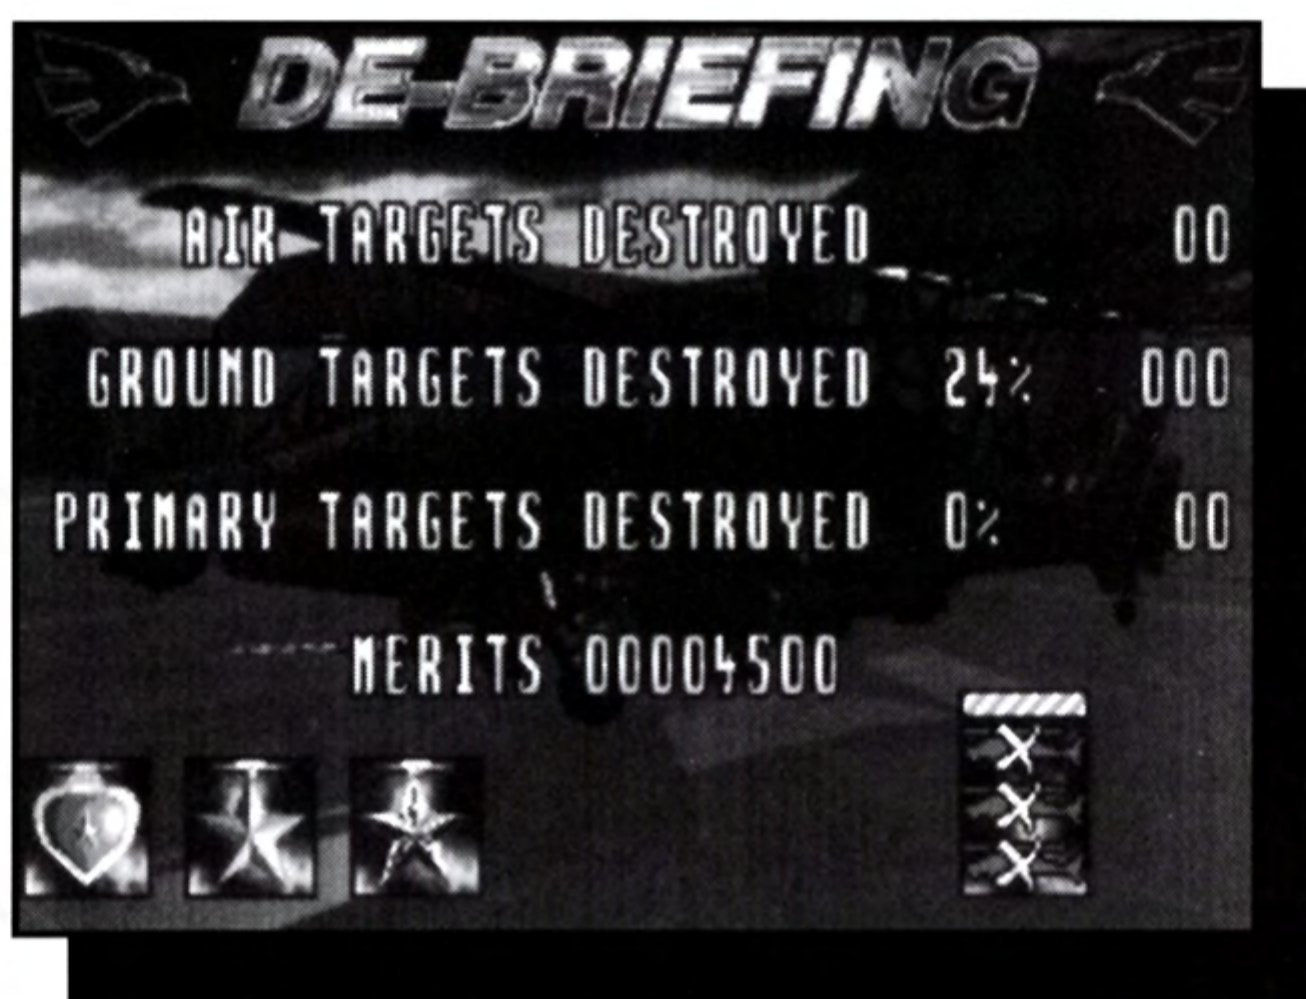 DE-BRIEFING
AIR TARGETS DESTROYED 00
GROUND TARGETS DESTROYED 24% 000
PRIMARY TARGETS DESTROYED 0% 00
MERITS 00004500